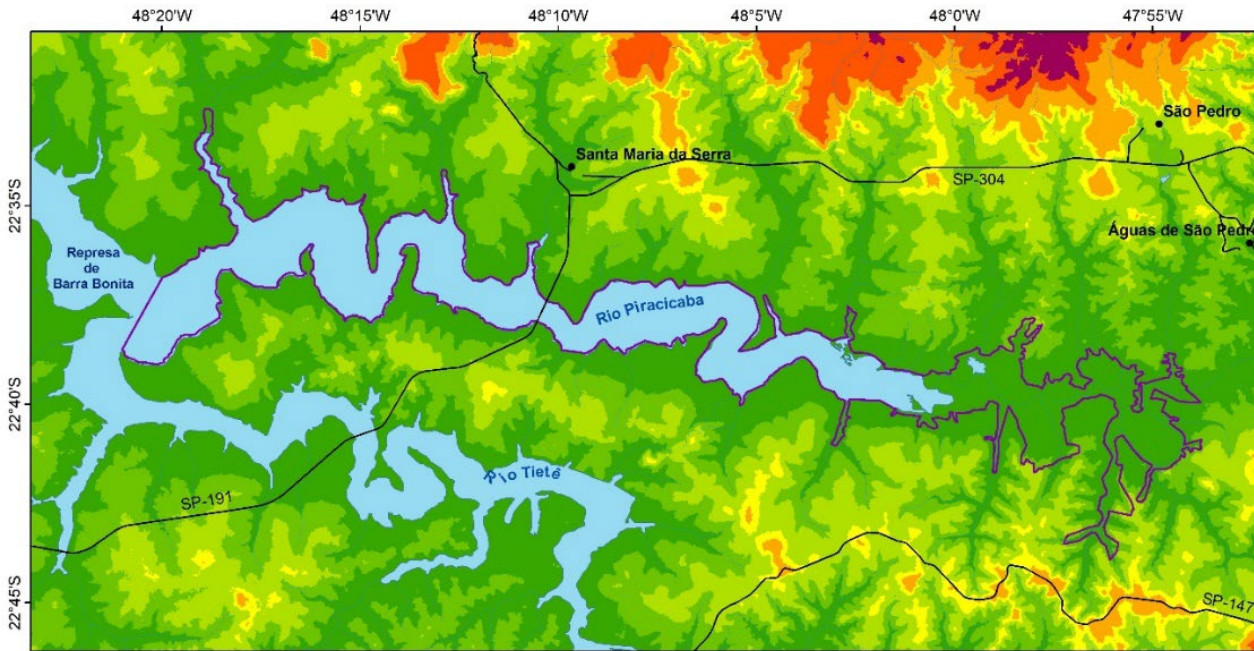 48°20'W
48°15'W
48°10'W
48°5'W
48°0'W
47°55'W
São Pedro
Santa Maria da Serra
SP-304
22°35'S
Águas de São Pedro
Represa
de
Barra Bonita
Rio Piracicaba
22°40'S
Rio Tietê
SP-191
22°45'S
SP-147